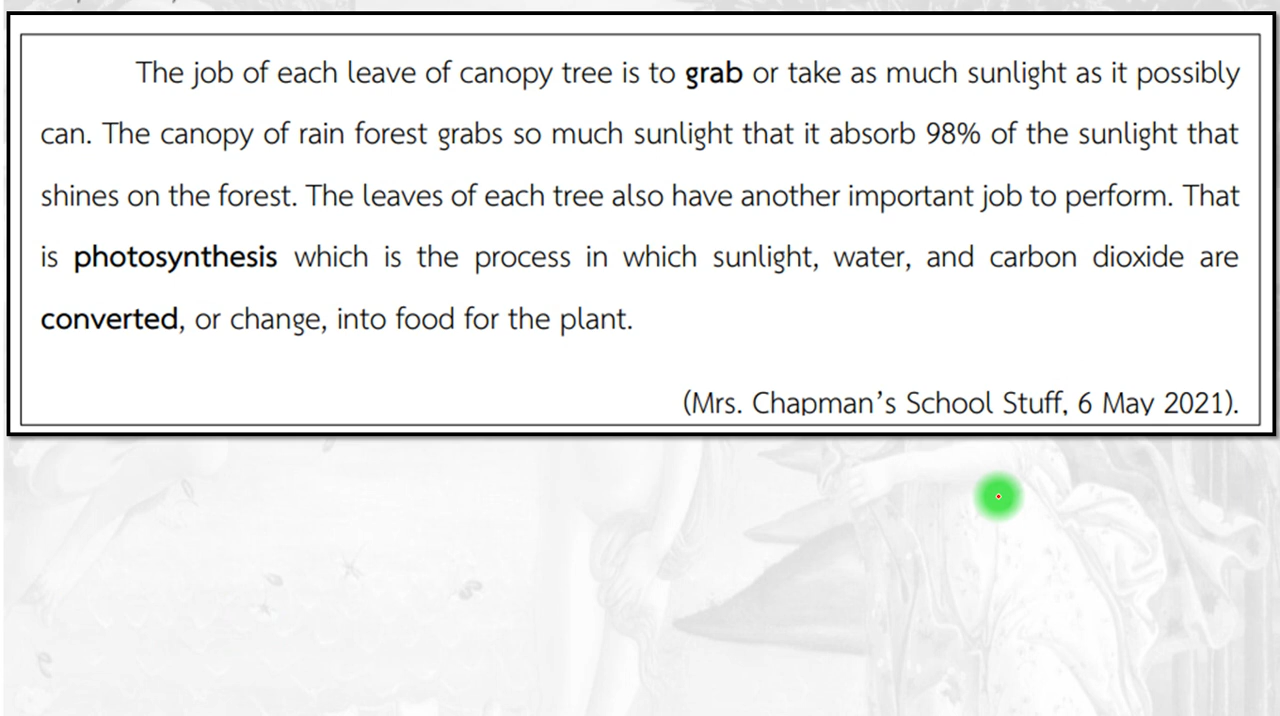 The job of each leave of canopy tree is to grab or take as much sunlight as it possibly
can. The canopy of rain forest grabs so much sunlight that it absorb 98% of the sunlight that
shines on the forest. The leaves of each tree also have another important job to perform. That
is photosynthesis which is the process in which sunlight, water, and carbon dioxide are
converted, or change, into food for the plant.
(Mrs. Chapman's School Stuff, 6 May 2021).